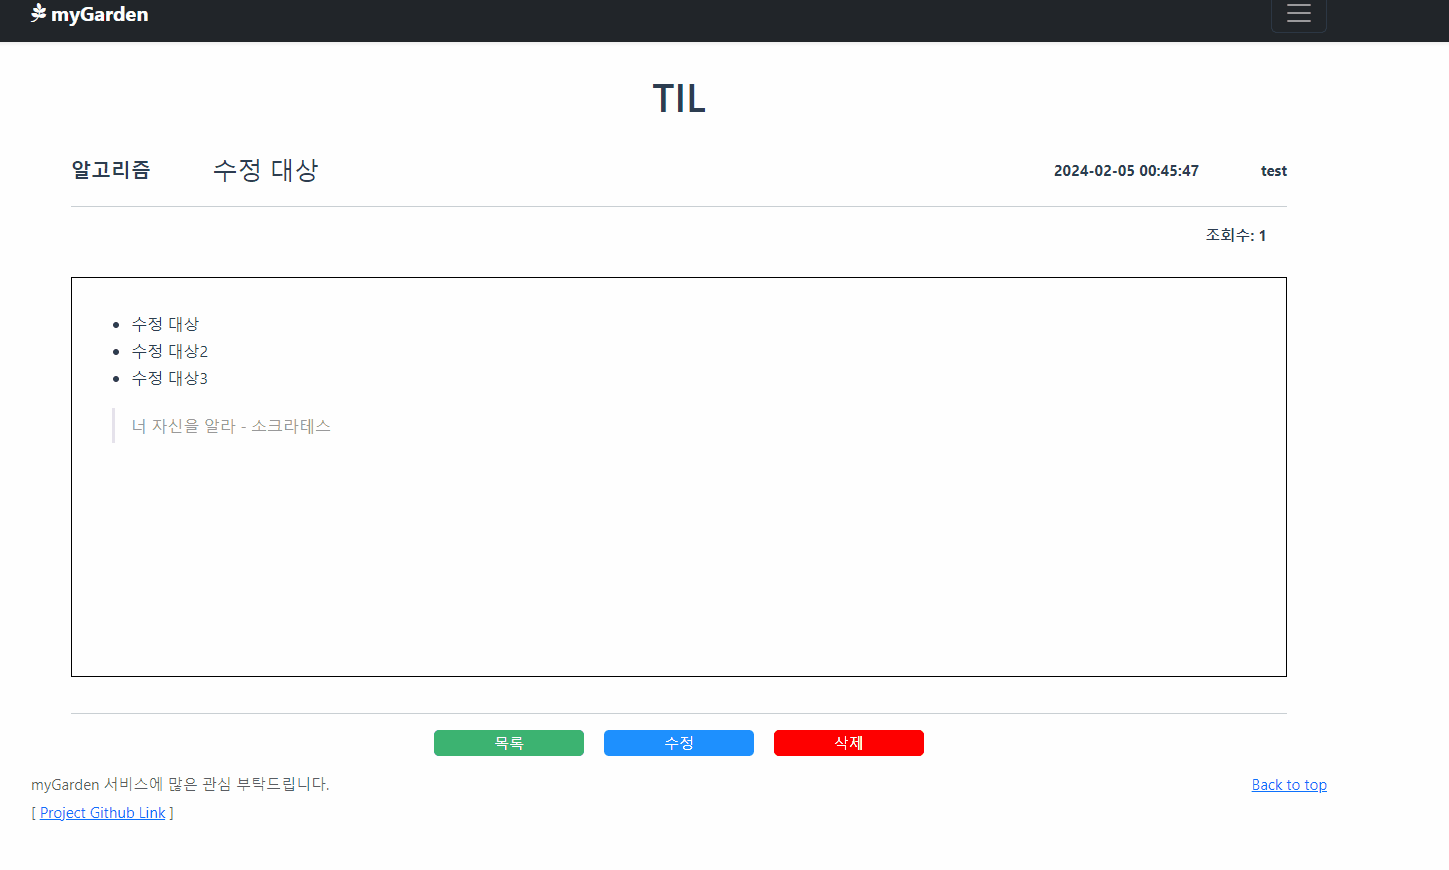 myGarden
TIL
알고리즘 수정 대상 2024-02-05 00:45:47 test
조회수: 1
수정 대상
수정 대상2
수정 대상3
너 자신을 알라 - 소크라테스
목록 수정 삭제
myGarden 서비스에 많은 관심 부탁드립니다. Back to top
[ Project Github Link ]